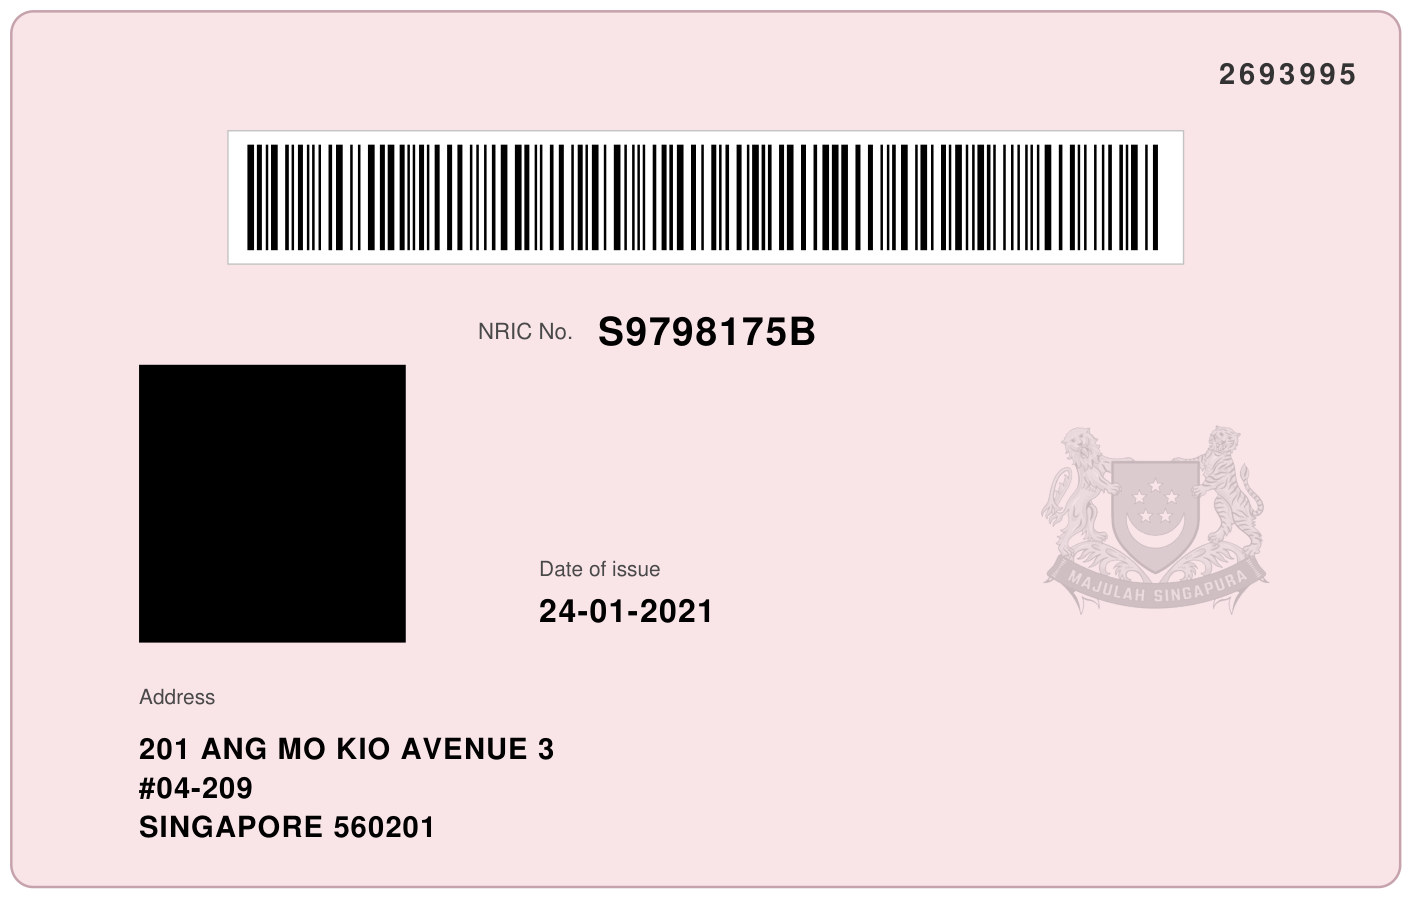 2693995
NRIC No. S9798175B
Date of issue
24-01-2021
MAJULAH SINGAPURA
Address
201 ANG MO KIO AVENUE 3
#04-209
SINGAPORE 560201